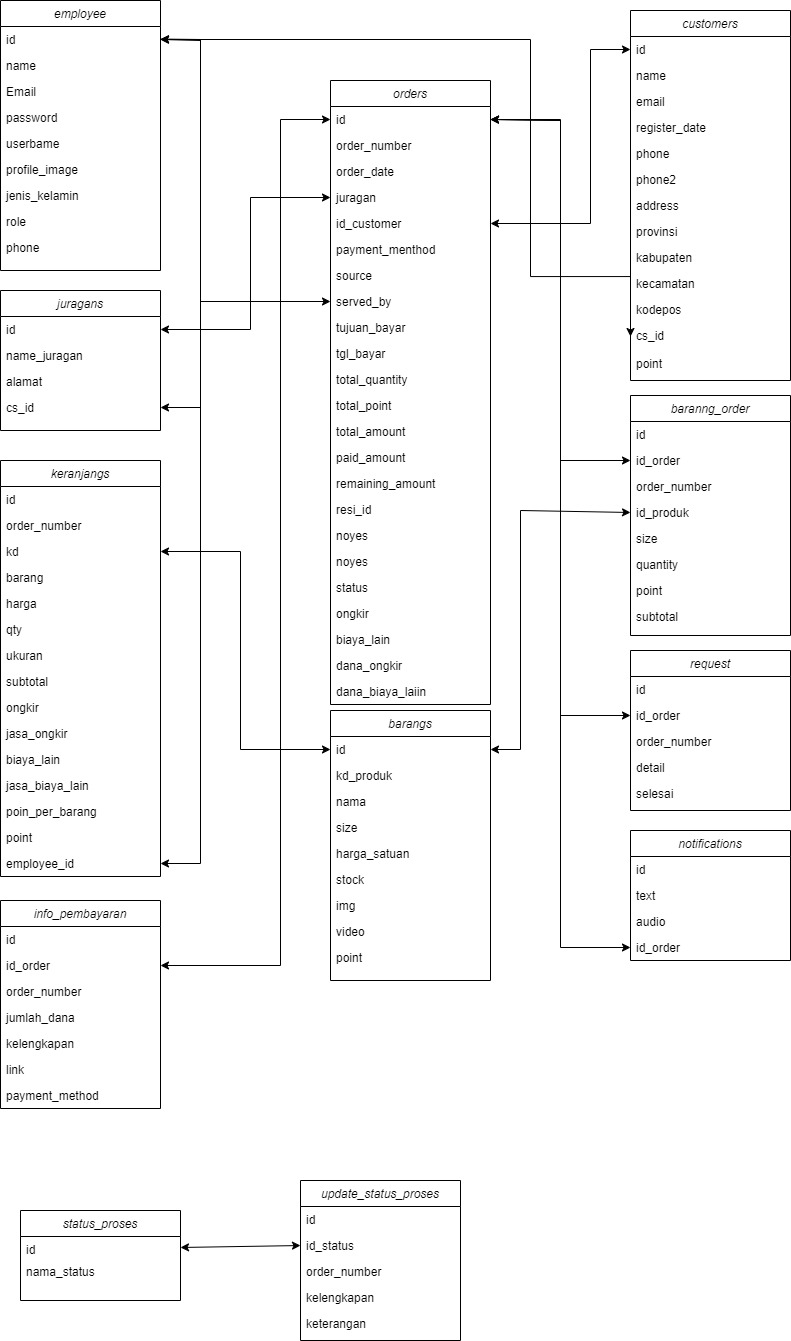 employee
id
name
Email
password
userbame
profile_image
jenis_kelamin
role
phone
juragans
id
name_juragan
alamat
cs_id
keranjangs
id
order_number
kd
barang
harga
qty
ukuran
subtotal
ongkir
jasa_ongkir
biaya_lain
jasa_biaya_lain
poin_per_barang
point
employee_id
info_pembayaran
id
id_order
order_number
jumlah_dana
kelengkapan
link
payment_method
orders
id
order_number
order_date
juragan
id_customer
payment_menthod
source
served_by
tujuan_bayar
tgl_bayar
total_quantity
total_point
total_amount
paid_amount
remaining_amount
resi_id
noyes
noyes
status
ongkir
biaya_lain
dana_ongkir
dana_biaya_laiin
barangs
id
kd_produk
nama
size
harga_satuan
stock
img
video
point
customers
id
name
email
register_date
phone
phone2
address
provinsi
kabupaten
kecamatan
kodepos
cs_id
point
baranng_order
id
id_order
order_number
id_produk
size
quantity
point
subtotal
request
id
id_order
order_number
detail
selesai
notifications
id
text
audio
id_order
status_proses
id
nama_status
update_status_proses
id
id_status
order_number
kelengkapan
keterangan